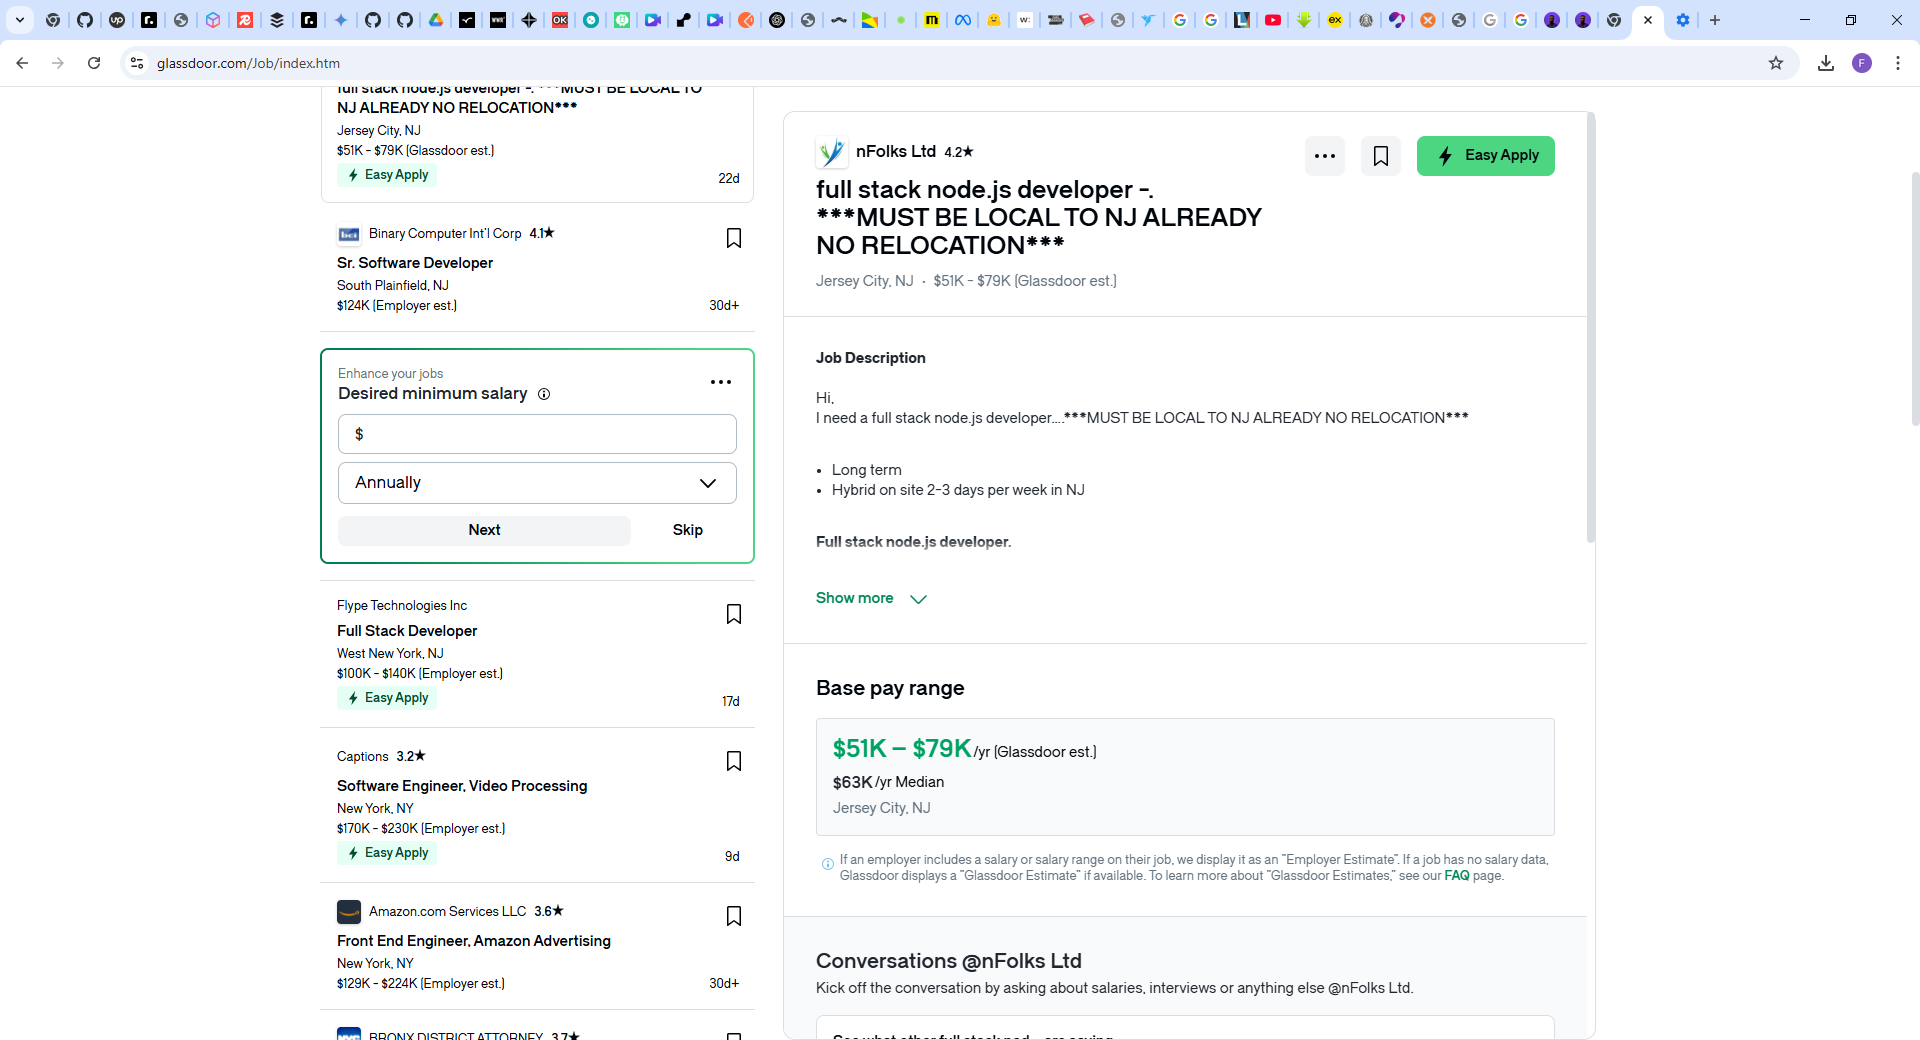 glassdoor.com/Job/index.htm
F
full stack node.js developer -. ***MUST BE LOCAL TO
NJ ALREADY NO RELOCATION***
Jersey City, NJ
$51K - $79K (Glassdoor est.)
Easy Apply
22d
bci
Binary Computer Int'l Corp 4.1★
Sr. Software Developer
South Plainfield, NJ
$124K (Employer est.)
30d+
Enhance your jobs
Desired minimum salary
$
Annually
Next
Skip
Flype Technologies Inc
Full Stack Developer
West New York, NJ
$100K - $140K (Employer est.)
Easy Apply
17d
Captions 3.2★
Software Engineer, Video Processing
New York, NY
$170K - $230K (Employer est.)
Easy Apply
9d
Amazon.com Services LLC 3.6★
Front End Engineer, Amazon Advertising
New York, NY
$129K - $224K (Employer est.)
30d+
BRONX DISTRICT ATTORNEY 3.7★
nFolks Ltd 4.2★
Easy Apply
full stack node.js developer -.
***MUST BE LOCAL TO NJ ALREADY
NO RELOCATION***
Jersey City, NJ · $51K - $79K (Glassdoor est.)
Job Description
Hi,
I need a full stack node.js developer....***MUST BE LOCAL TO NJ ALREADY NO RELOCATION***
• Long term
• Hybrid on site 2-3 days per week in NJ
Full stack node.js developer.
Show more
Base pay range
$51K – $79K/yr (Glassdoor est.)
$63K/yr Median
Jersey City, NJ
If an employer includes a salary or salary range on their job, we display it as an "Employer Estimate". If a job has no salary data,
Glassdoor displays a "Glassdoor Estimate" if available. To learn more about "Glassdoor Estimates," see our FAQ page.
Conversations @nFolks Ltd
Kick off the conversation by asking about salaries, interviews or anything else @nFolks Ltd.